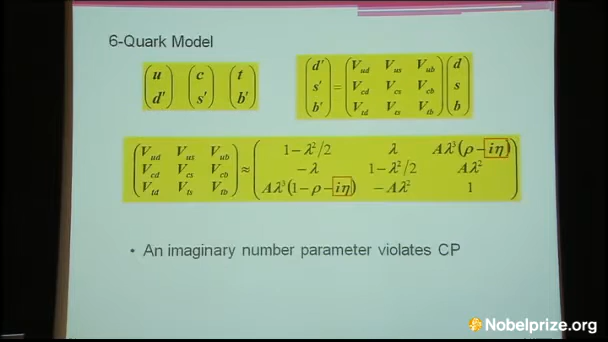 6-Quark Model
(u d') (c s') (t b')
(d' s' b') = (V_ud V_us V_ub
V_cd V_cs V_cb
V_td V_ts V_tb) (d s b)
(V_ud V_us V_ub
V_cd V_cs V_cb
V_td V_ts V_tb) ≈ (1−λ²/2 λ Aλ³(ρ−iη)
−λ 1−λ²/2 Aλ²
Aλ³(1−ρ−iη) −Aλ² 1)
• An imaginary number parameter violates CP
Nobelprize.org